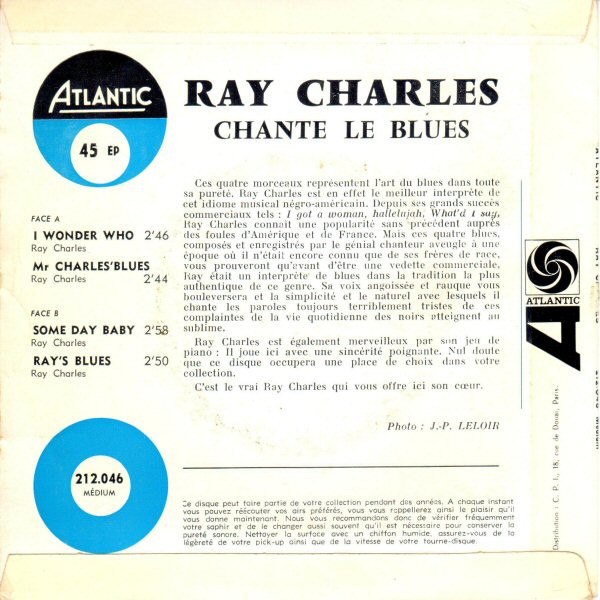 ATLANTIC
45 EP
RAY CHARLES
CHANTE LE BLUES
FACE A
I WONDER WHO 2'46
Ray Charles
Mr CHARLES'BLUES
Ray Charles 2'44
FACE B
SOME DAY BABY 2'58
Ray Charles
RAY'S BLUES 2'50
Ray Charles
Ces quatre morceaux représentent l'art du blues dans toute
sa pureté. Ray Charles est en effet le meilleur interprète de
cet idiome musical négro-américain. Depuis ses grands succès
commerciaux tels : I got a woman, hallelujah, What'd i say,
Ray Charles connaît une popularité sans précédent auprès
des foules d'Amérique et de France. Mais ces quatre blues,
composés et enregistrés par le génial chanteur aveugle à une
époque où il n'était encore connu que de ses frères de race,
vous prouveront qu'avant d'être une vedette commerciale,
Ray était un interprète de blues dans la tradition la plus
authentique de ce genre. Sa voix angoissée et rauque vous
bouleversera et la simplicité et le naturel avec lesquels il
chante les paroles toujours terriblement tristes de ces
complaintes de la vie quotidienne des noirs atteignent au
sublime.
Ray Charles est également merveilleux par son jeu de
piano : Il joue ici avec une sincérité poignante. Nul doute
que ce disque occupera une place de choix dans votre
collection.
C'est le vrai Ray Charles qui vous offre ici son cœur.
Photo : J.-P. LELOIR
ATLANTIC
Distribution : C. P. I., 18, rue de Douai, Paris.
212.046
MÉDIUM
Ce disque peut faire partie de votre collection pendant des années. A chaque instant
vous pouvez réécouter vos airs préférés, vous vous rappellerez ainsi le plaisir qu'il
vous donne maintenant. Nous vous recommandons donc de vérifier fréquemment
votre saphir et de le changer aussi souvent qu'il est nécessaire pour conserver la
pureté sonore. Nettoyer la surface avec un chiffon humide, assurez-vous de la
légèreté de votre pick-up ainsi que de la vitesse de votre tourne-disque.